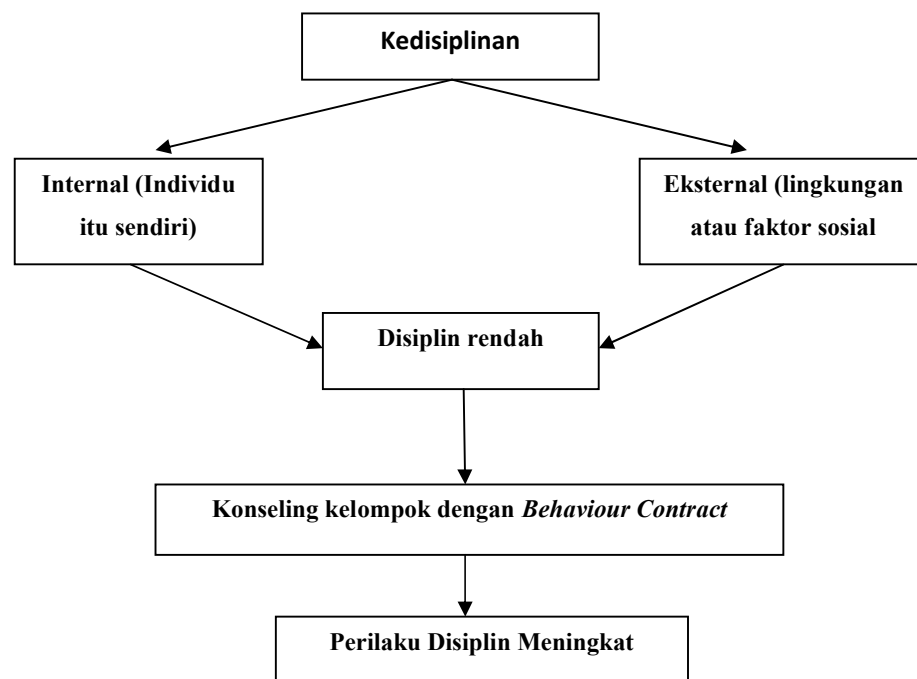 Kedisiplinan
Internal (Individu
itu sendiri)
Eksternal (lingkungan
atau faktor sosial
Disiplin rendah
Konseling kelompok dengan Behaviour Contract
Perilaku Disiplin Meningkat